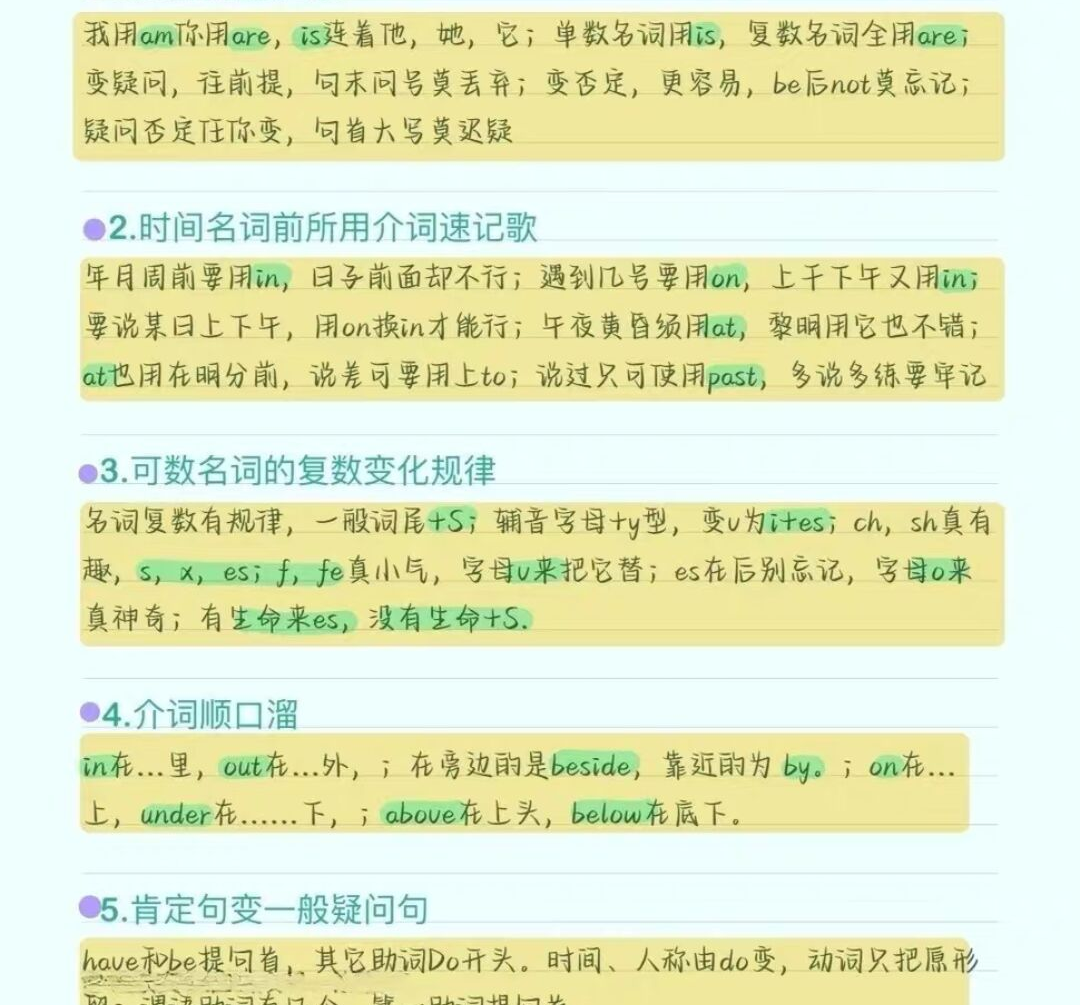 我用am你用are，is连着他，她，它；单数名词用is，复数名词全用are；
变疑问，往前提，句末问号莫丢弃；变否定，更容易，be后not莫忘记；
疑问否定任你变，句首大写莫迟疑
2.时间名词前所用介词速记歌
年月周前要用in，日子前面却不行；遇到几号要用on，上午下午又用in；
要说某日上下午，用on换in才能行；午夜黄昏须用at，黎明用它也不错；
at也用在明分前，说差可要用上to；说过只可使用past，多说多练要牢记
3.可数名词的复数变化规律
名词复数有规律，一般词尾+S；辅音字母+y型，变v为i+es；ch，sh真有
趣，s，x，es；f，fe真小气，字母v来把它替；es在后别忘记，字母o来
真神奇；有生命来es，没有生命+S.
4.介词顺口溜
in在...里，out在...外，；在旁边的是beside，靠近的为 by。；on在...
上，under在......下，；above在上头，below在底下。
5.肯定句变一般疑问句
have和be提句首，其它助词Do开头。时间、人称由do变，动词只把原形